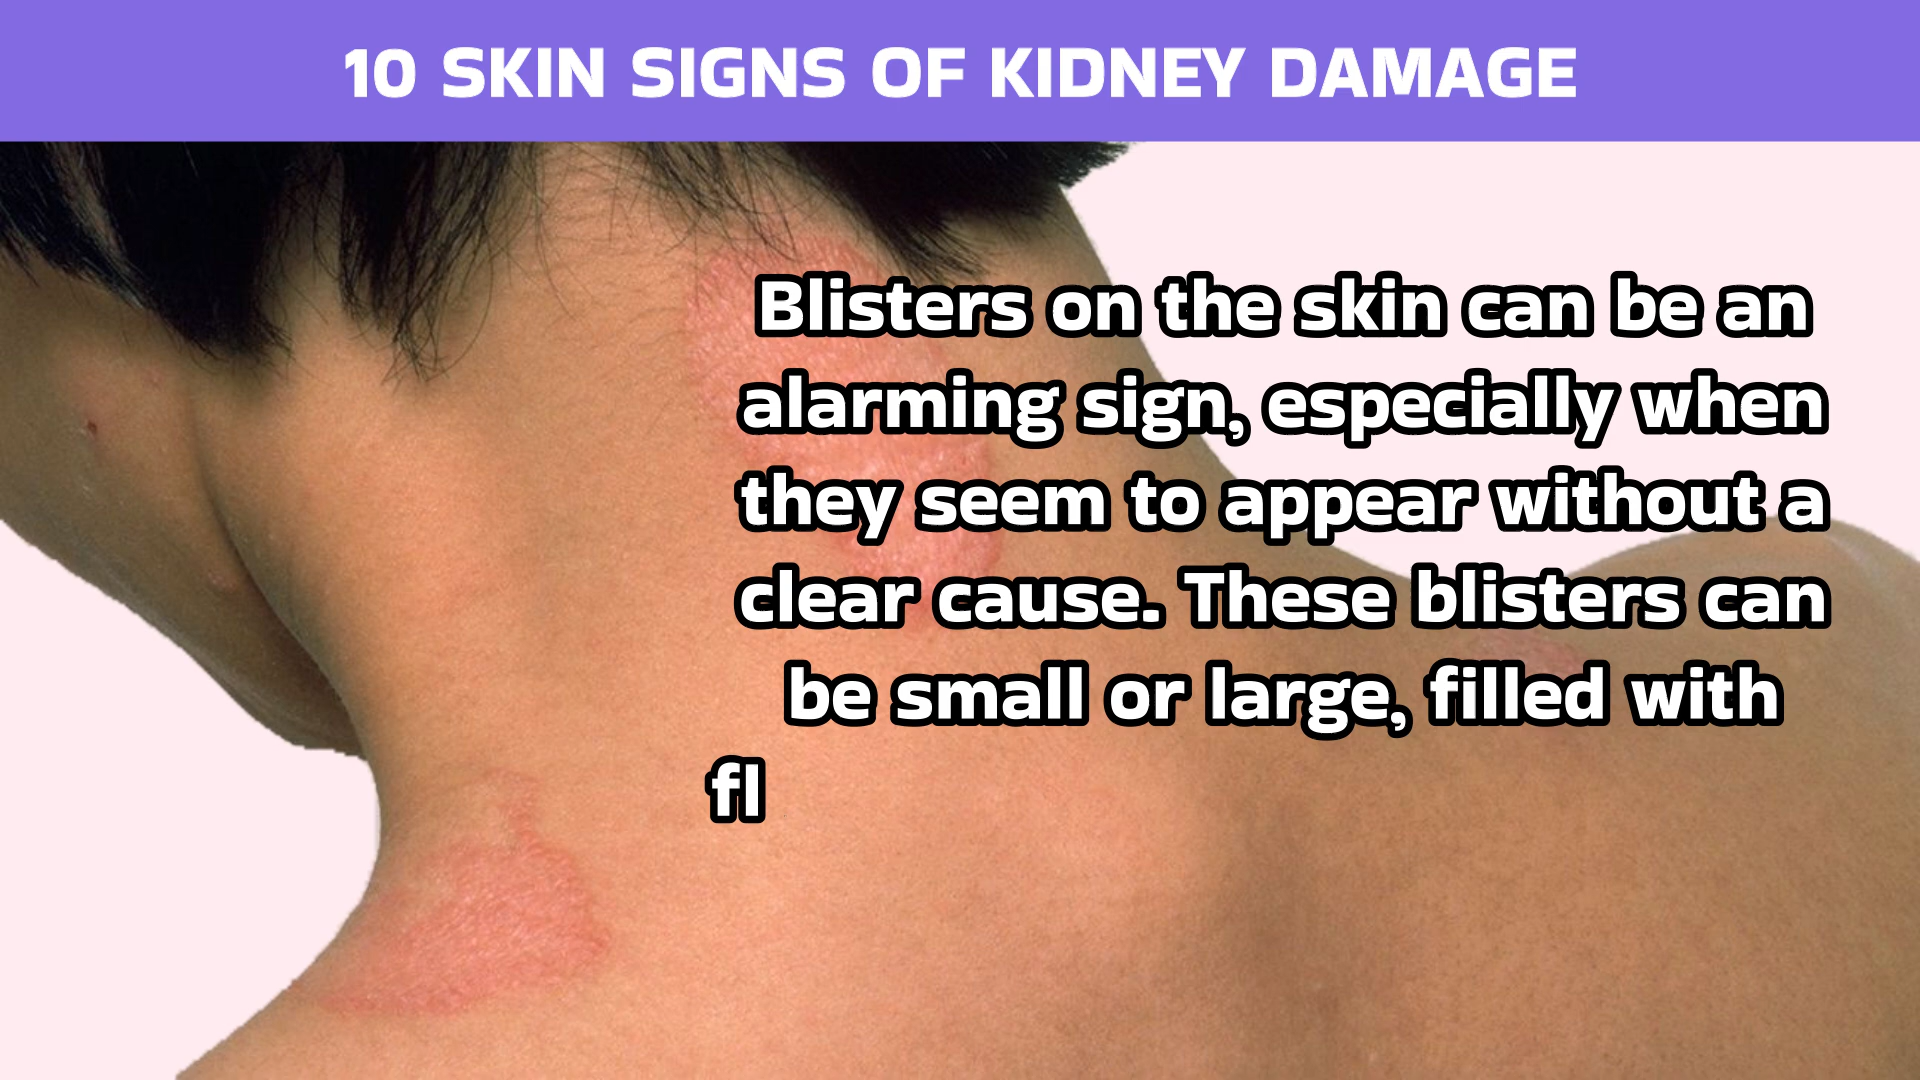 10 SKIN SIGNS OF KIDNEY DAMAGE
Blisters on the skin can be an
alarming sign, especially when
they seem to appear without a
clear cause. These blisters can
be small or large, filled with
fl